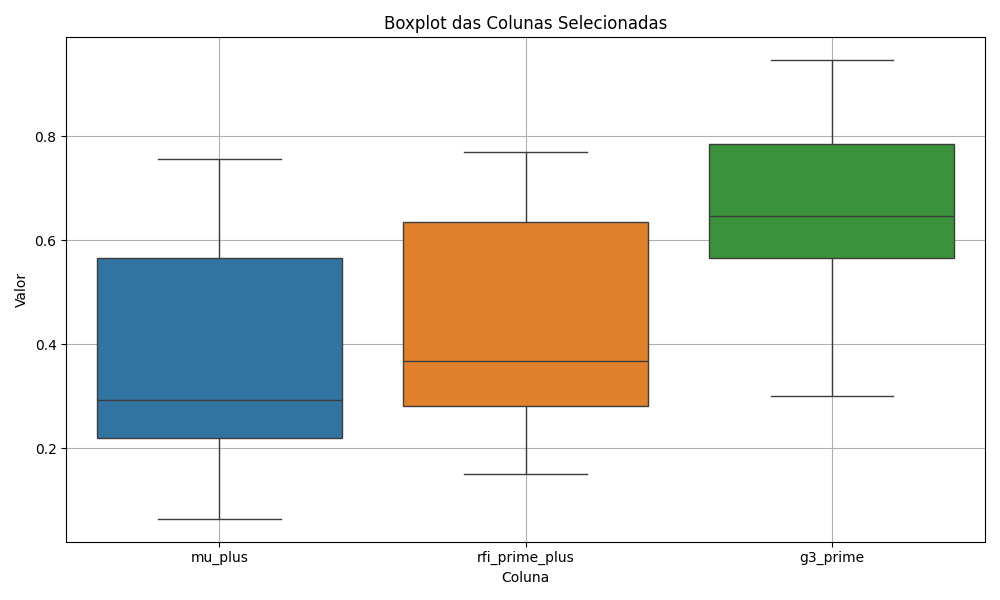 Boxplot das Colunas Selecionadas
Valor
0.8
0.6
0.4
0.2
mu_plus
rfi_prime_plus
g3_prime
Coluna